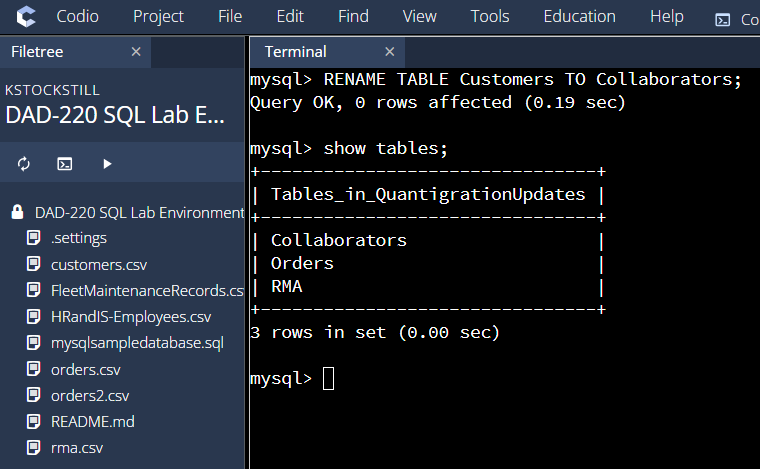 Codio Project File Edit Find View Tools Education Help Co
Filetree ×
KSTOCKSTILL
DAD-220 SQL Lab E...
DAD-220 SQL Lab Environment
.settings
customers.csv
FleetMaintenanceRecords.cs
HRandIS-Employees.csv
mysqlsampledatabase.sql
orders.csv
orders2.csv
README.md
rma.csv
Terminal ×
mysql> RENAME TABLE Customers TO Collaborators;
Query OK, 0 rows affected (0.19 sec)
mysql> show tables;
+--------------------------------+
| Tables_in_QuantigrationUpdates |
+--------------------------------+
| Collaborators                  |
| Orders                         |
| RMA                            |
+--------------------------------+
3 rows in set (0.00 sec)
mysql>